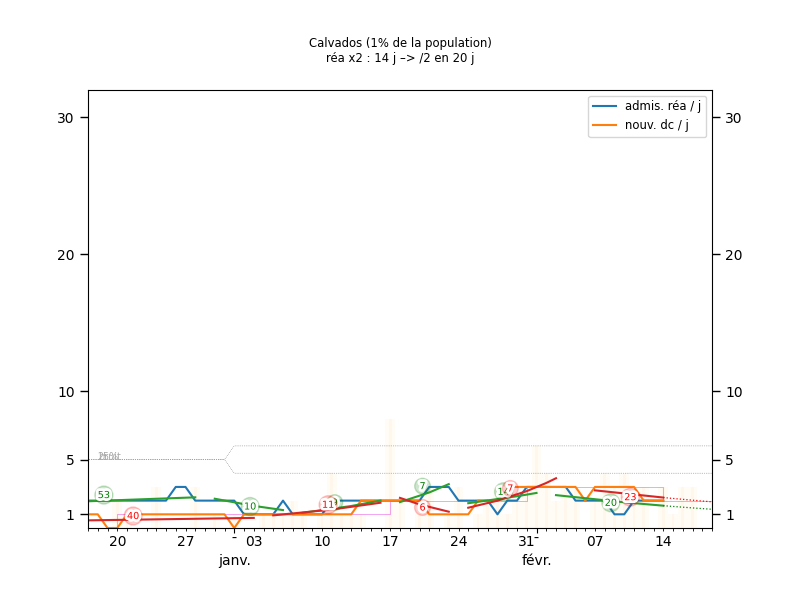 Calvados (1% de la population)
réa x2 : 14 j –> /2 en 20 j
admis. réa / j
nouv. dc / j
30 30
20 20
10 10
5 5
1 1
53
40
10
11
7
6
7
20
23
20 27 03 10 17 24 31 07 14
janv. févr.